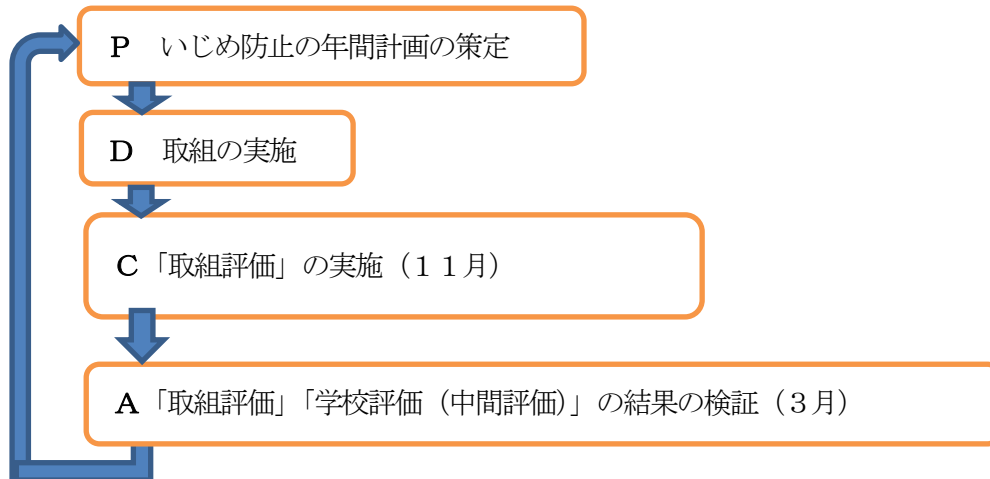 P　いじめ防止の年間計画の策定
D　取組の実施
C「取組評価」の実施（１１月）
A「取組評価」「学校評価（中間評価）」の結果の検証（３月）